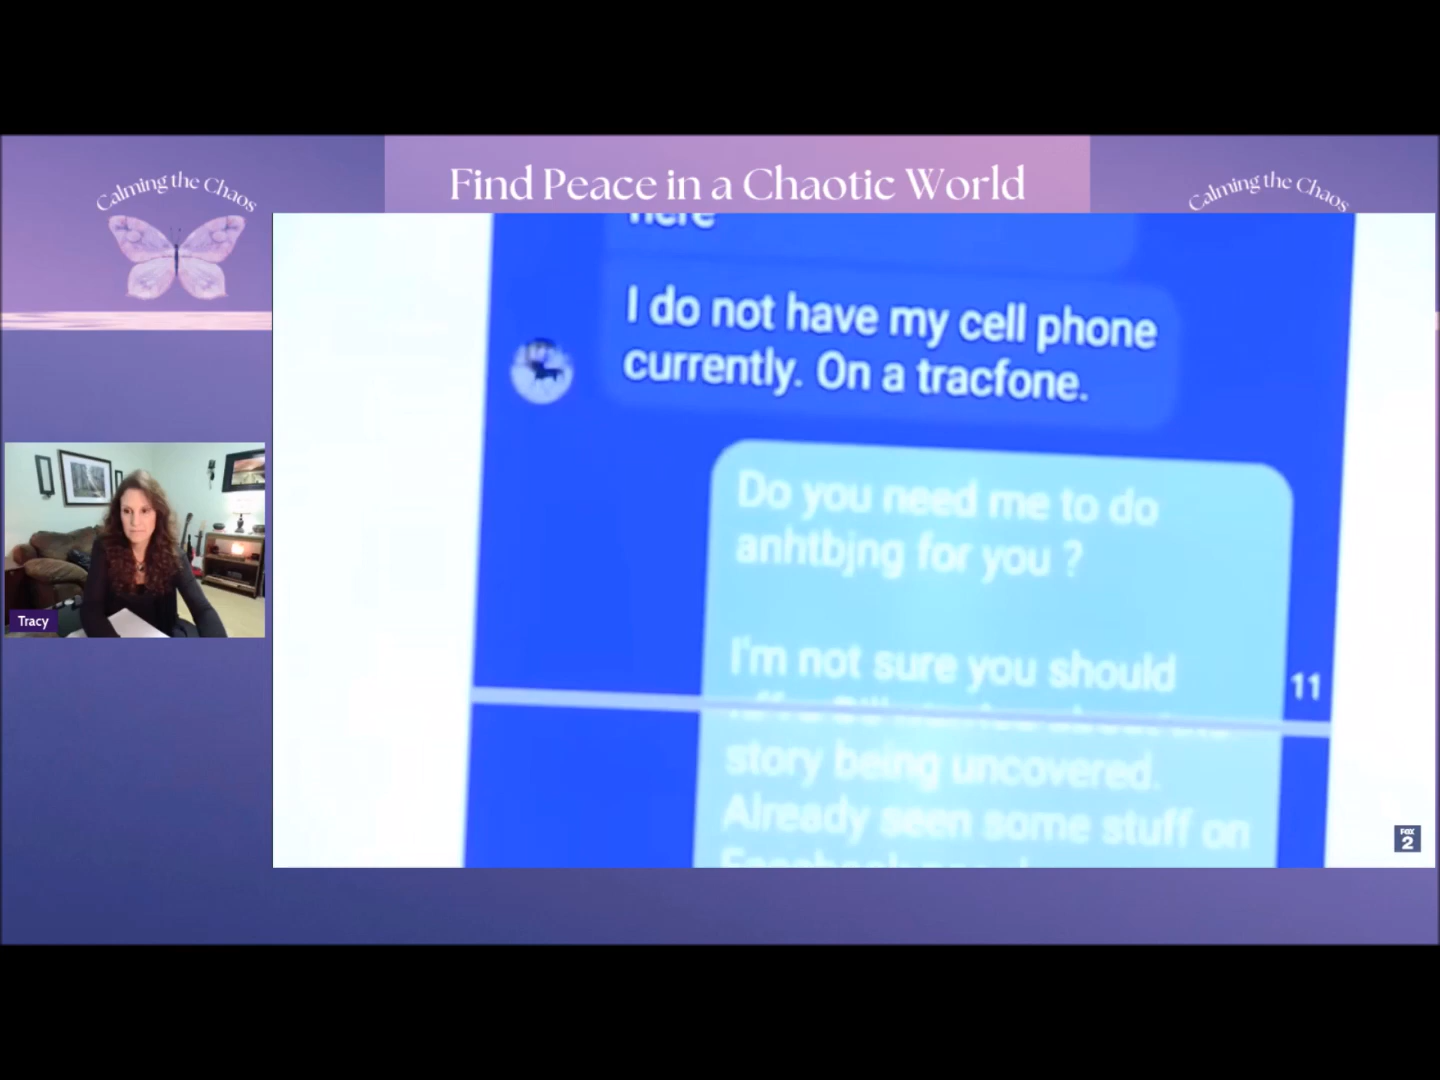 Calming the Chaos
Find Peace in a Chaotic World
Calming the Chaos
here
I do not have my cell phone
currently. On a tracfone.
Do you need me to do
anhtbjng for you ?
I'm not sure you should
11
story being uncovered.
Already seen some stuff on
Tracy
FOX
2